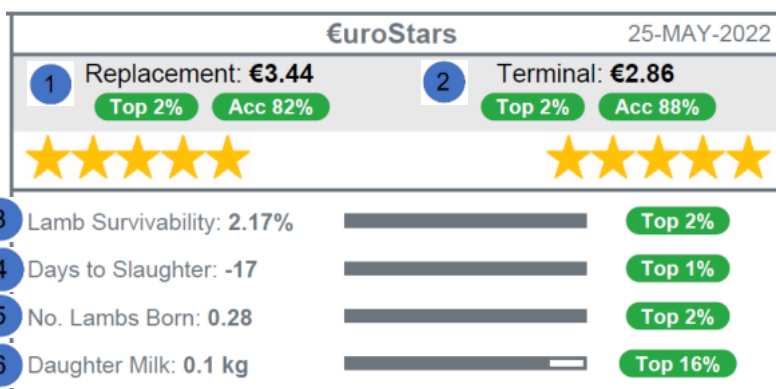 €uroStars 25-MAY-2022
1 Replacement: €3.44 2 Terminal: €2.86
Top 2% Acc 82% Top 2% Acc 88%
3 Lamb Survivability: 2.17% Top 2%
4 Days to Slaughter: -17 Top 1%
5 No. Lambs Born: 0.28 Top 2%
6 Daughter Milk: 0.1 kg Top 16%